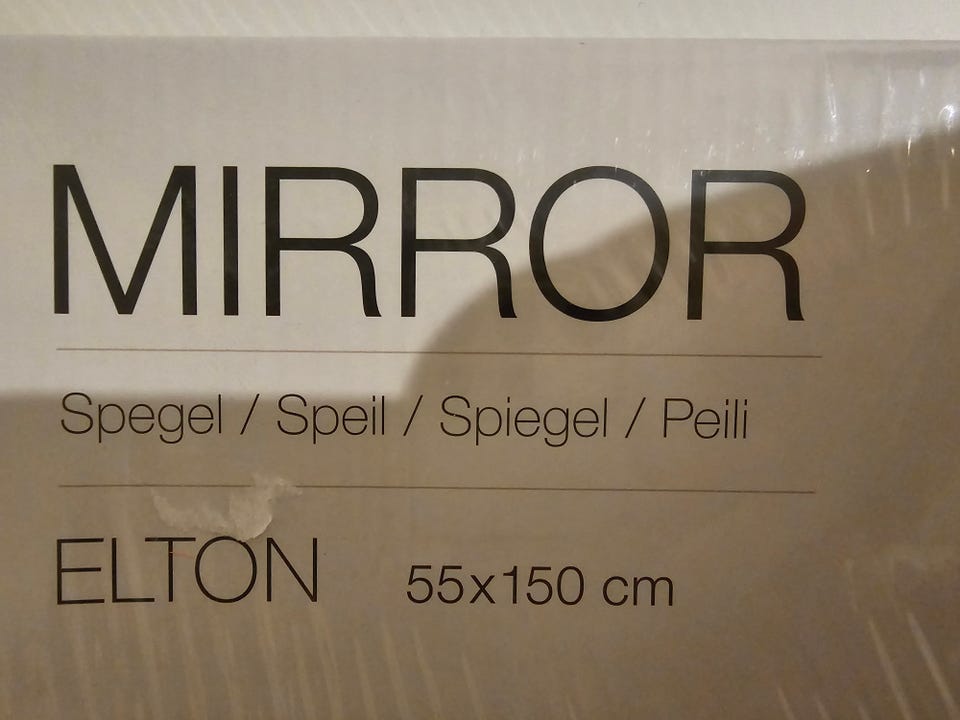 MIRROR
Spegel / Speil / Spiegel / Peili
ELTON 55x150 cm